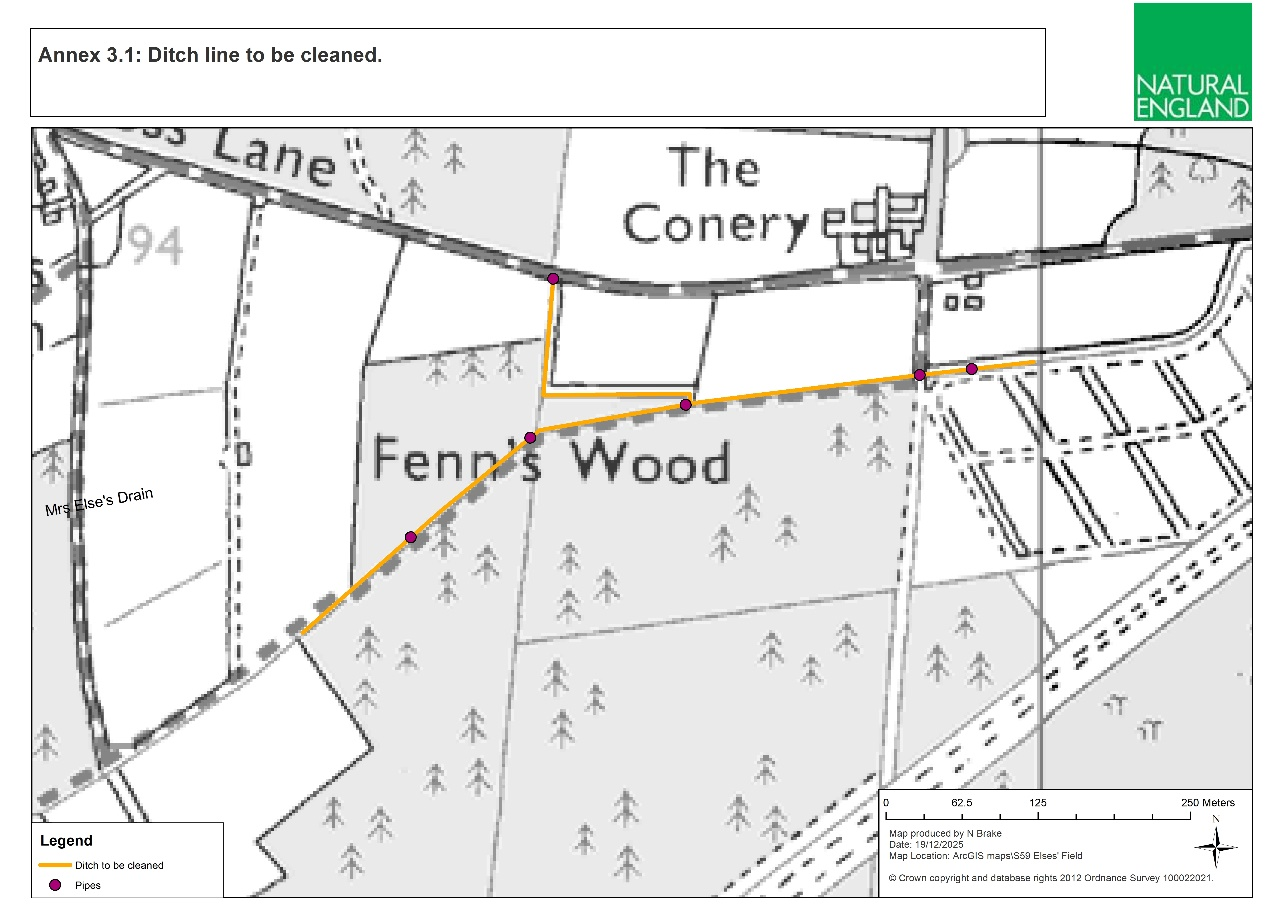 Annex 3.1: Ditch line to be cleaned.
NATURAL
ENGLAND
Lane
The
Conery
94
Fenn's Wood
Mrs Else's Drain
Legend
Ditch to be cleaned
Pipes
0 62.5 125 250 Meters
N
Map produced by N Brake
Date: 19/12/2025
Map Location: ArcGIS maps\S59 Elses' Field
© Crown copyright and database rights 2012 Ordnance Survey 100022021.